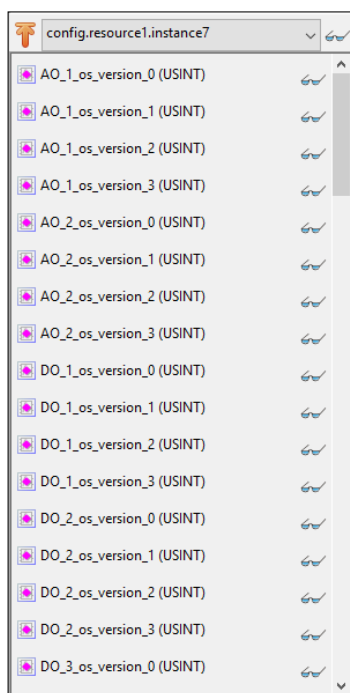 config.resource1.instance7
AO_1_os_version_0 (USINT)
AO_1_os_version_1 (USINT)
AO_1_os_version_2 (USINT)
AO_1_os_version_3 (USINT)
AO_2_os_version_0 (USINT)
AO_2_os_version_1 (USINT)
AO_2_os_version_2 (USINT)
AO_2_os_version_3 (USINT)
DO_1_os_version_0 (USINT)
DO_1_os_version_1 (USINT)
DO_1_os_version_2 (USINT)
DO_1_os_version_3 (USINT)
DO_2_os_version_0 (USINT)
DO_2_os_version_1 (USINT)
DO_2_os_version_2 (USINT)
DO_2_os_version_3 (USINT)
DO_3_os_version_0 (USINT)